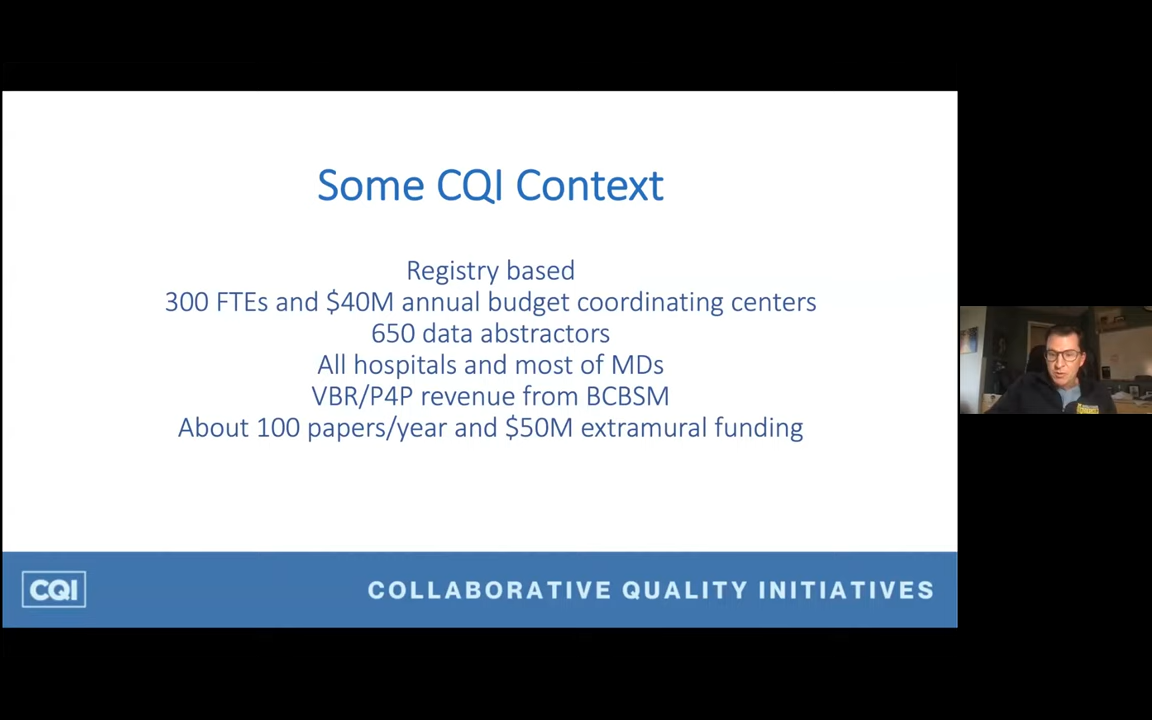 Some CQI Context
Registry based
300 FTEs and $40M annual budget coordinating centers
650 data abstractors
All hospitals and most of MDs
VBR/P4P revenue from BCBSM
About 100 papers/year and $50M extramural funding
CQI
COLLABORATIVE QUALITY INITIATIVES